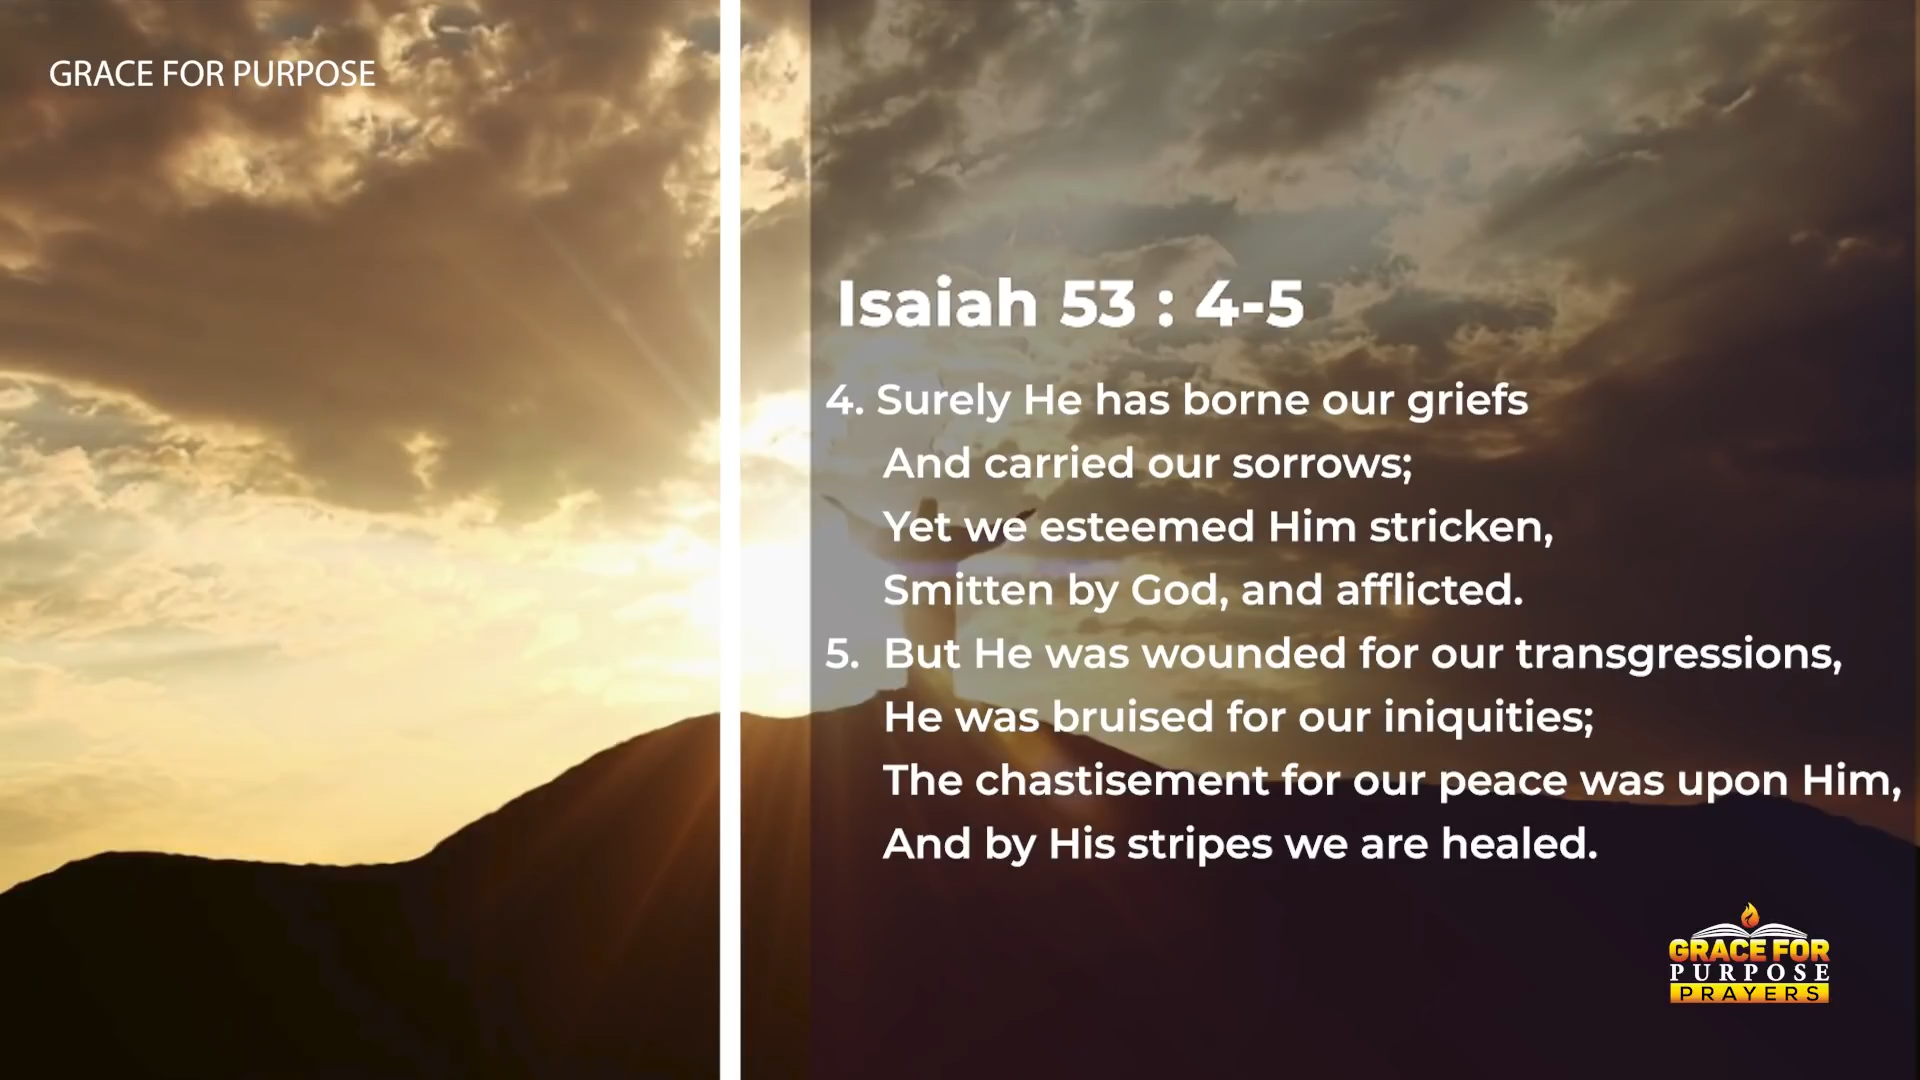 GRACE FOR PURPOSE
Isaiah 53 : 4-5
4. Surely He has borne our griefs
And carried our sorrows;
Yet we esteemed Him stricken,
Smitten by God, and afflicted.
5. But He was wounded for our transgressions,
He was bruised for our iniquities;
The chastisement for our peace was upon Him,
And by His stripes we are healed.
GRACE FOR
PURPOSE
PRAYERS